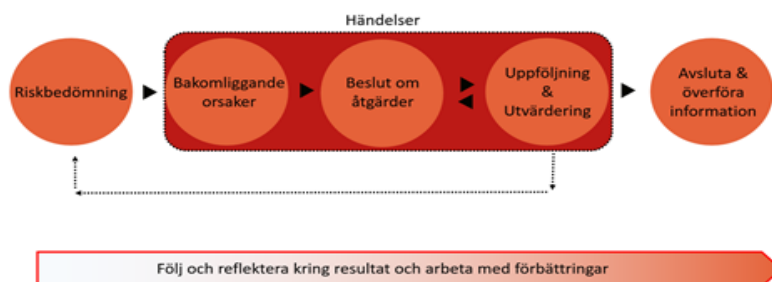 Händelser
Riskbedömning
Bakomliggande
orsaker
Beslut om
åtgärder
Uppföljning
&
Utvärdering
Avsluta &
överföra
information
Följ och reflektera kring resultat och arbeta med förbättringar